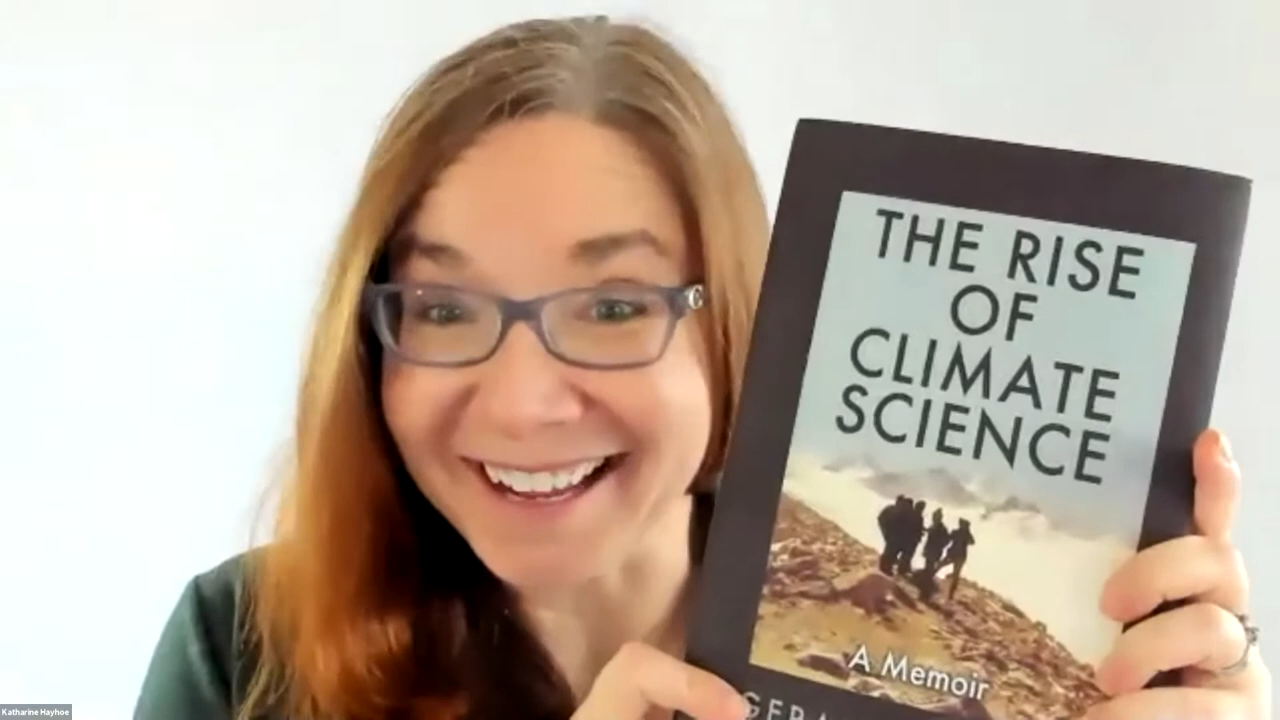 THE RISE
OF
CLIMATE
SCIENCE
A Memoir
Katharine Hayhoe